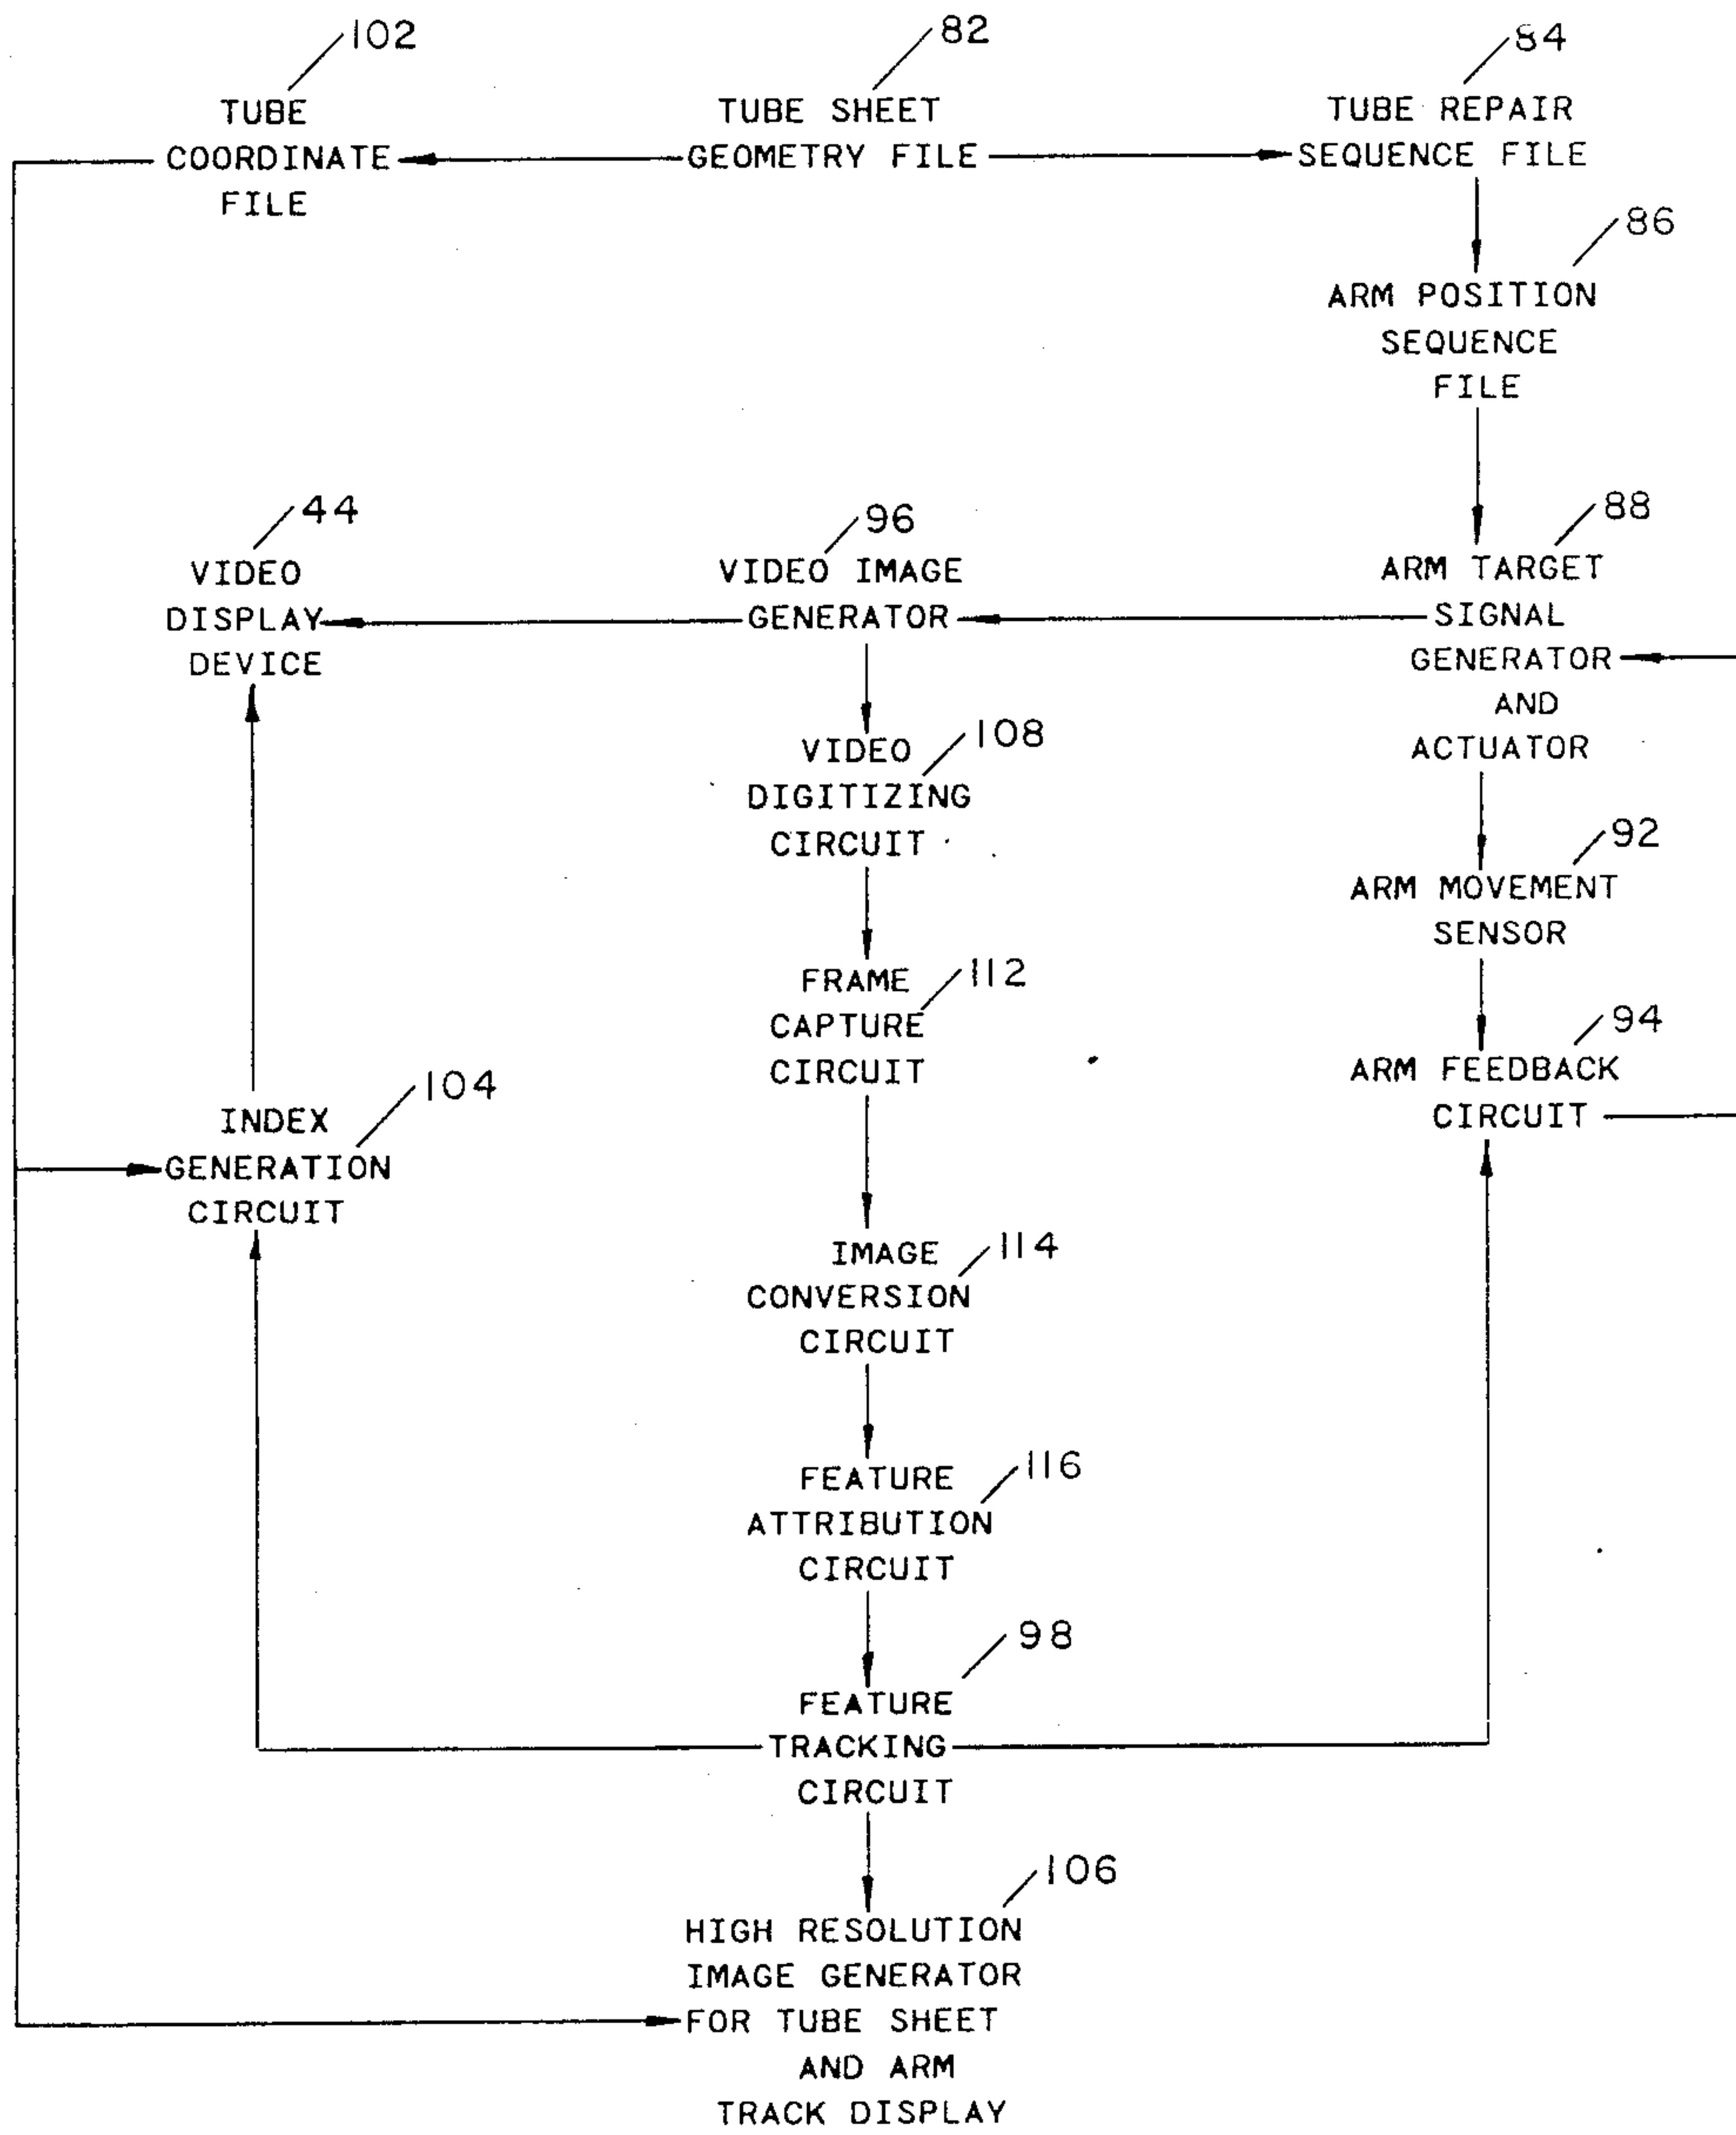 102
TUBE
COORDINATE
FILE
82
TUBE SHEET
GEOMETRY FILE
84
TUBE REPAIR
SEQUENCE FILE
86
ARM POSITION
SEQUENCE
FILE
44
VIDEO
DISPLAY
DEVICE
96
VIDEO IMAGE
GENERATOR
88
ARM TARGET
SIGNAL
GENERATOR
AND
ACTUATOR
108
VIDEO
DIGITIZING
CIRCUIT
92
ARM MOVEMENT
SENSOR
112
FRAME
CAPTURE
CIRCUIT
94
ARM FEEDBACK
CIRCUIT
104
INDEX
GENERATION
CIRCUIT
114
IMAGE
CONVERSION
CIRCUIT
116
FEATURE
ATTRIBUTION
CIRCUIT
98
FEATURE
TRACKING
CIRCUIT
106
HIGH RESOLUTION
IMAGE GENERATOR
FOR TUBE SHEET
AND ARM
TRACK DISPLAY